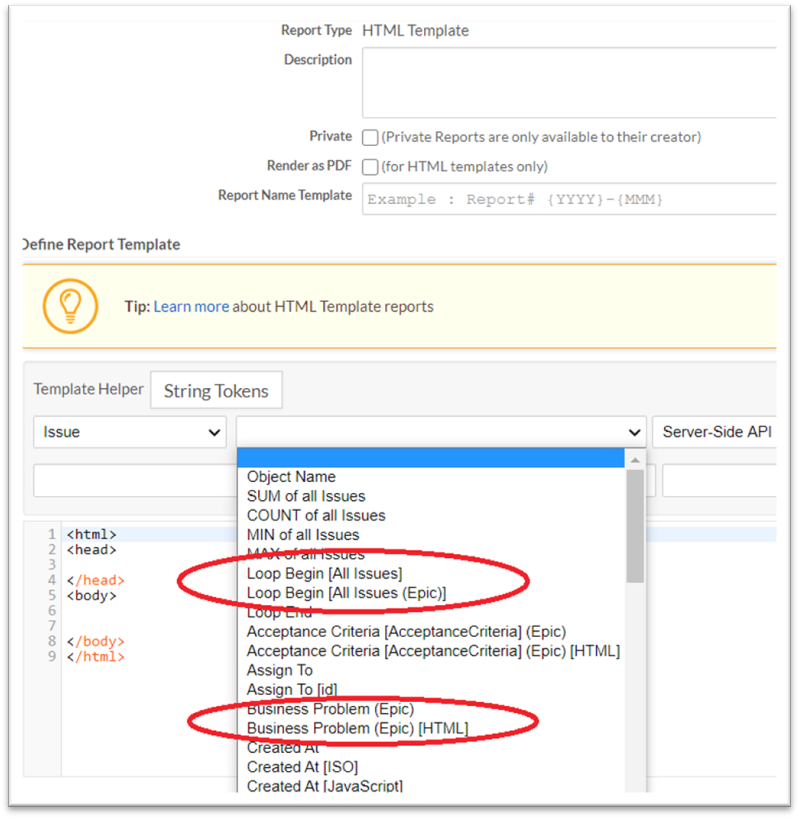 Report Type HTML Template
Description
Private (Private Reports are only available to their creator)
Render as PDF (for HTML templates only)
Report Name Template Example : Report# {YYYY}-{MMM}
Define Report Template
Tip: Learn more about HTML Template reports
Template Helper String Tokens
Issue Server-Side API
Object Name
SUM of all Issues
COUNT of all Issues
MIN of all Issues
MAX of all Issues
Loop Begin [All Issues]
Loop Begin [All Issues (Epic)]
Loop End
Acceptance Criteria [AcceptanceCriteria] (Epic)
Acceptance Criteria [AcceptanceCriteria] (Epic) [HTML]
Assign To
Assign To [id]
Business Problem (Epic)
Business Problem (Epic) [HTML]
Created At
Created At [ISO]
Created At [JavaScript]
1 <html>
2 <head>
3
4 </head>
5 <body>
6
7
8 </body>
9 </html>